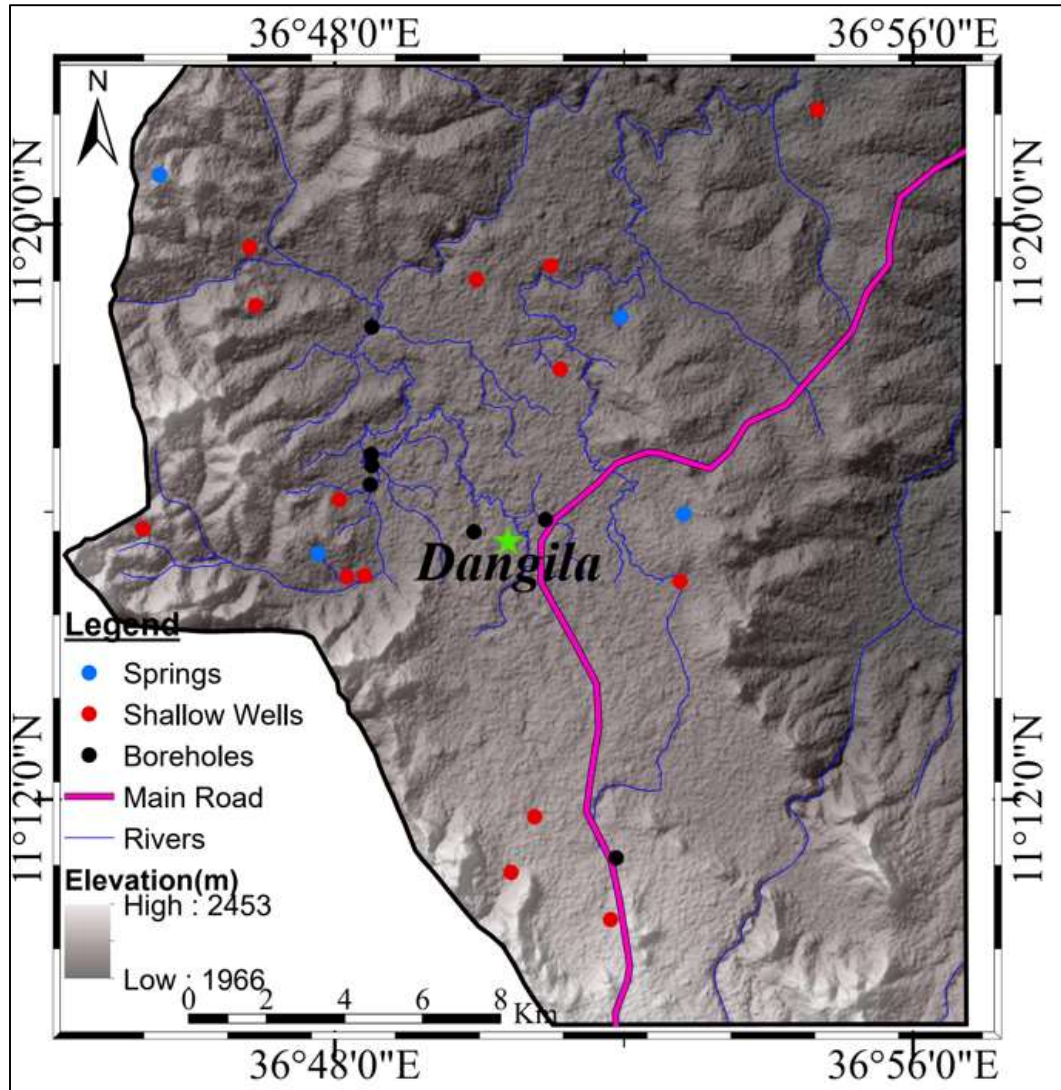 36°48'0"E 36°56'0"E
N
11°20'0"N 11°20'0"N
Dangila
Legend
Springs
Shallow Wells
Boreholes
Main Road
Rivers
11°12'0"N 11°12'0"N
Elevation(m)
High : 2453
Low : 1966
0 2 4 6 8
Km
36°48'0"E 36°56'0"E